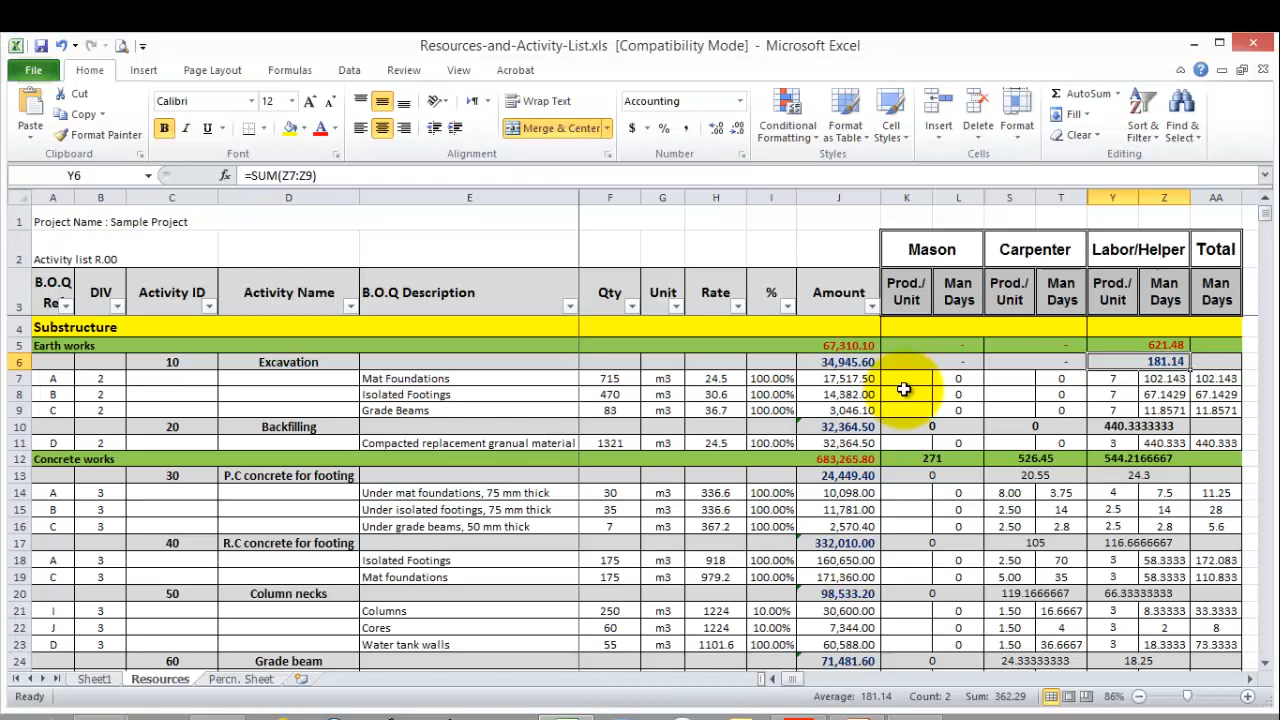 Resources-and-Activity-List.xls [Compatibility Mode] - Microsoft Excel
File Home Insert Page Layout Formulas Data Review View Acrobat
Cut
Copy
Format Painter
Paste
Clipboard
Calibri 12
B I U
Font
Wrap Text
Merge & Center
Alignment
Accounting
$ % ,
Number
Conditional Formatting
Format as Table
Cell Styles
Styles
Insert Delete Format
Cells
AutoSum
Fill
Clear
Sort & Filter
Find & Select
Editing
Y6 fx =SUM(Z7:Z9)
A B C D E F G H I J K L S T Y Z AA
1 Project Name : Sample Project
2 Activity list R.00 Mason Carpenter Labor/Helper Total
3 B.O.Q Re DIV Activity ID Activity Name B.O.Q Description Qty Unit Rate % Amount Prod./ Unit Man Days Prod./ Unit Man Days Prod./ Unit Man Days Man Days
4 Substructure
5 Earth works 67,310.10 - - 621.48
6 10 Excavation 34,945.60 - - 181.14
7 A 2 Mat Foundations 715 m3 24.5 100.00% 17,517.50 0 0 7 102.143 102.143
8 B 2 Isolated Footings 470 m3 30.6 100.00% 14,382.00 0 0 7 67.1429 67.1429
9 C 2 Grade Beams 83 m3 36.7 100.00% 3,046.10 0 0 7 11.8571 11.8571
10 20 Backfilling 32,364.50 0 0 440.3333333
11 D 2 Compacted replacement granual material 1321 m3 24.5 100.00% 32,364.50 0 0 3 440.333 440.333
12 Concrete works 683,265.80 271 526.45 544.2166667
13 30 P.C concrete for footing 24,449.40 0 20.55 24.3
14 A 3 Under mat foundations, 75 mm thick 30 m3 336.6 100.00% 10,098.00 0 8.00 3.75 4 7.5 11.25
15 B 3 Under isolated footings, 75 mm thick 35 m3 336.6 100.00% 11,781.00 0 2.50 14 2.5 14 28
16 C 3 Under grade beams, 50 mm thick 7 m3 367.2 100.00% 2,570.40 0 2.50 2.8 2.5 2.8 5.6
17 40 R.C concrete for footing 332,010.00 0 105 116.6666667
18 A 3 Isolated Footings 175 m3 918 100.00% 160,650.00 0 2.50 70 3 58.3333 172.083
19 C 3 Mat foundations 175 m3 979.2 100.00% 171,360.00 0 5.00 35 3 58.3333 110.833
20 50 Column necks 98,533.20 0 119.1666667 66.33333333
21 I 3 Columns 250 m3 1224 10.00% 30,600.00 0 1.50 16.6667 3 8.33333 33.3333
22 J 3 Cores 60 m3 1224 10.00% 7,344.00 0 1.50 4 3 2 8
23 D 3 Water tank walls 55 m3 1101.6 100.00% 60,588.00 0 1.50 36.6667 3 18.3333 73.3333
24 60 Grade beam 71,481.60 0 24.33333333 18.25
Sheet1 Resources Percn. Sheet
Ready Average: 181.14 Count: 2 Sum: 362.29 86%